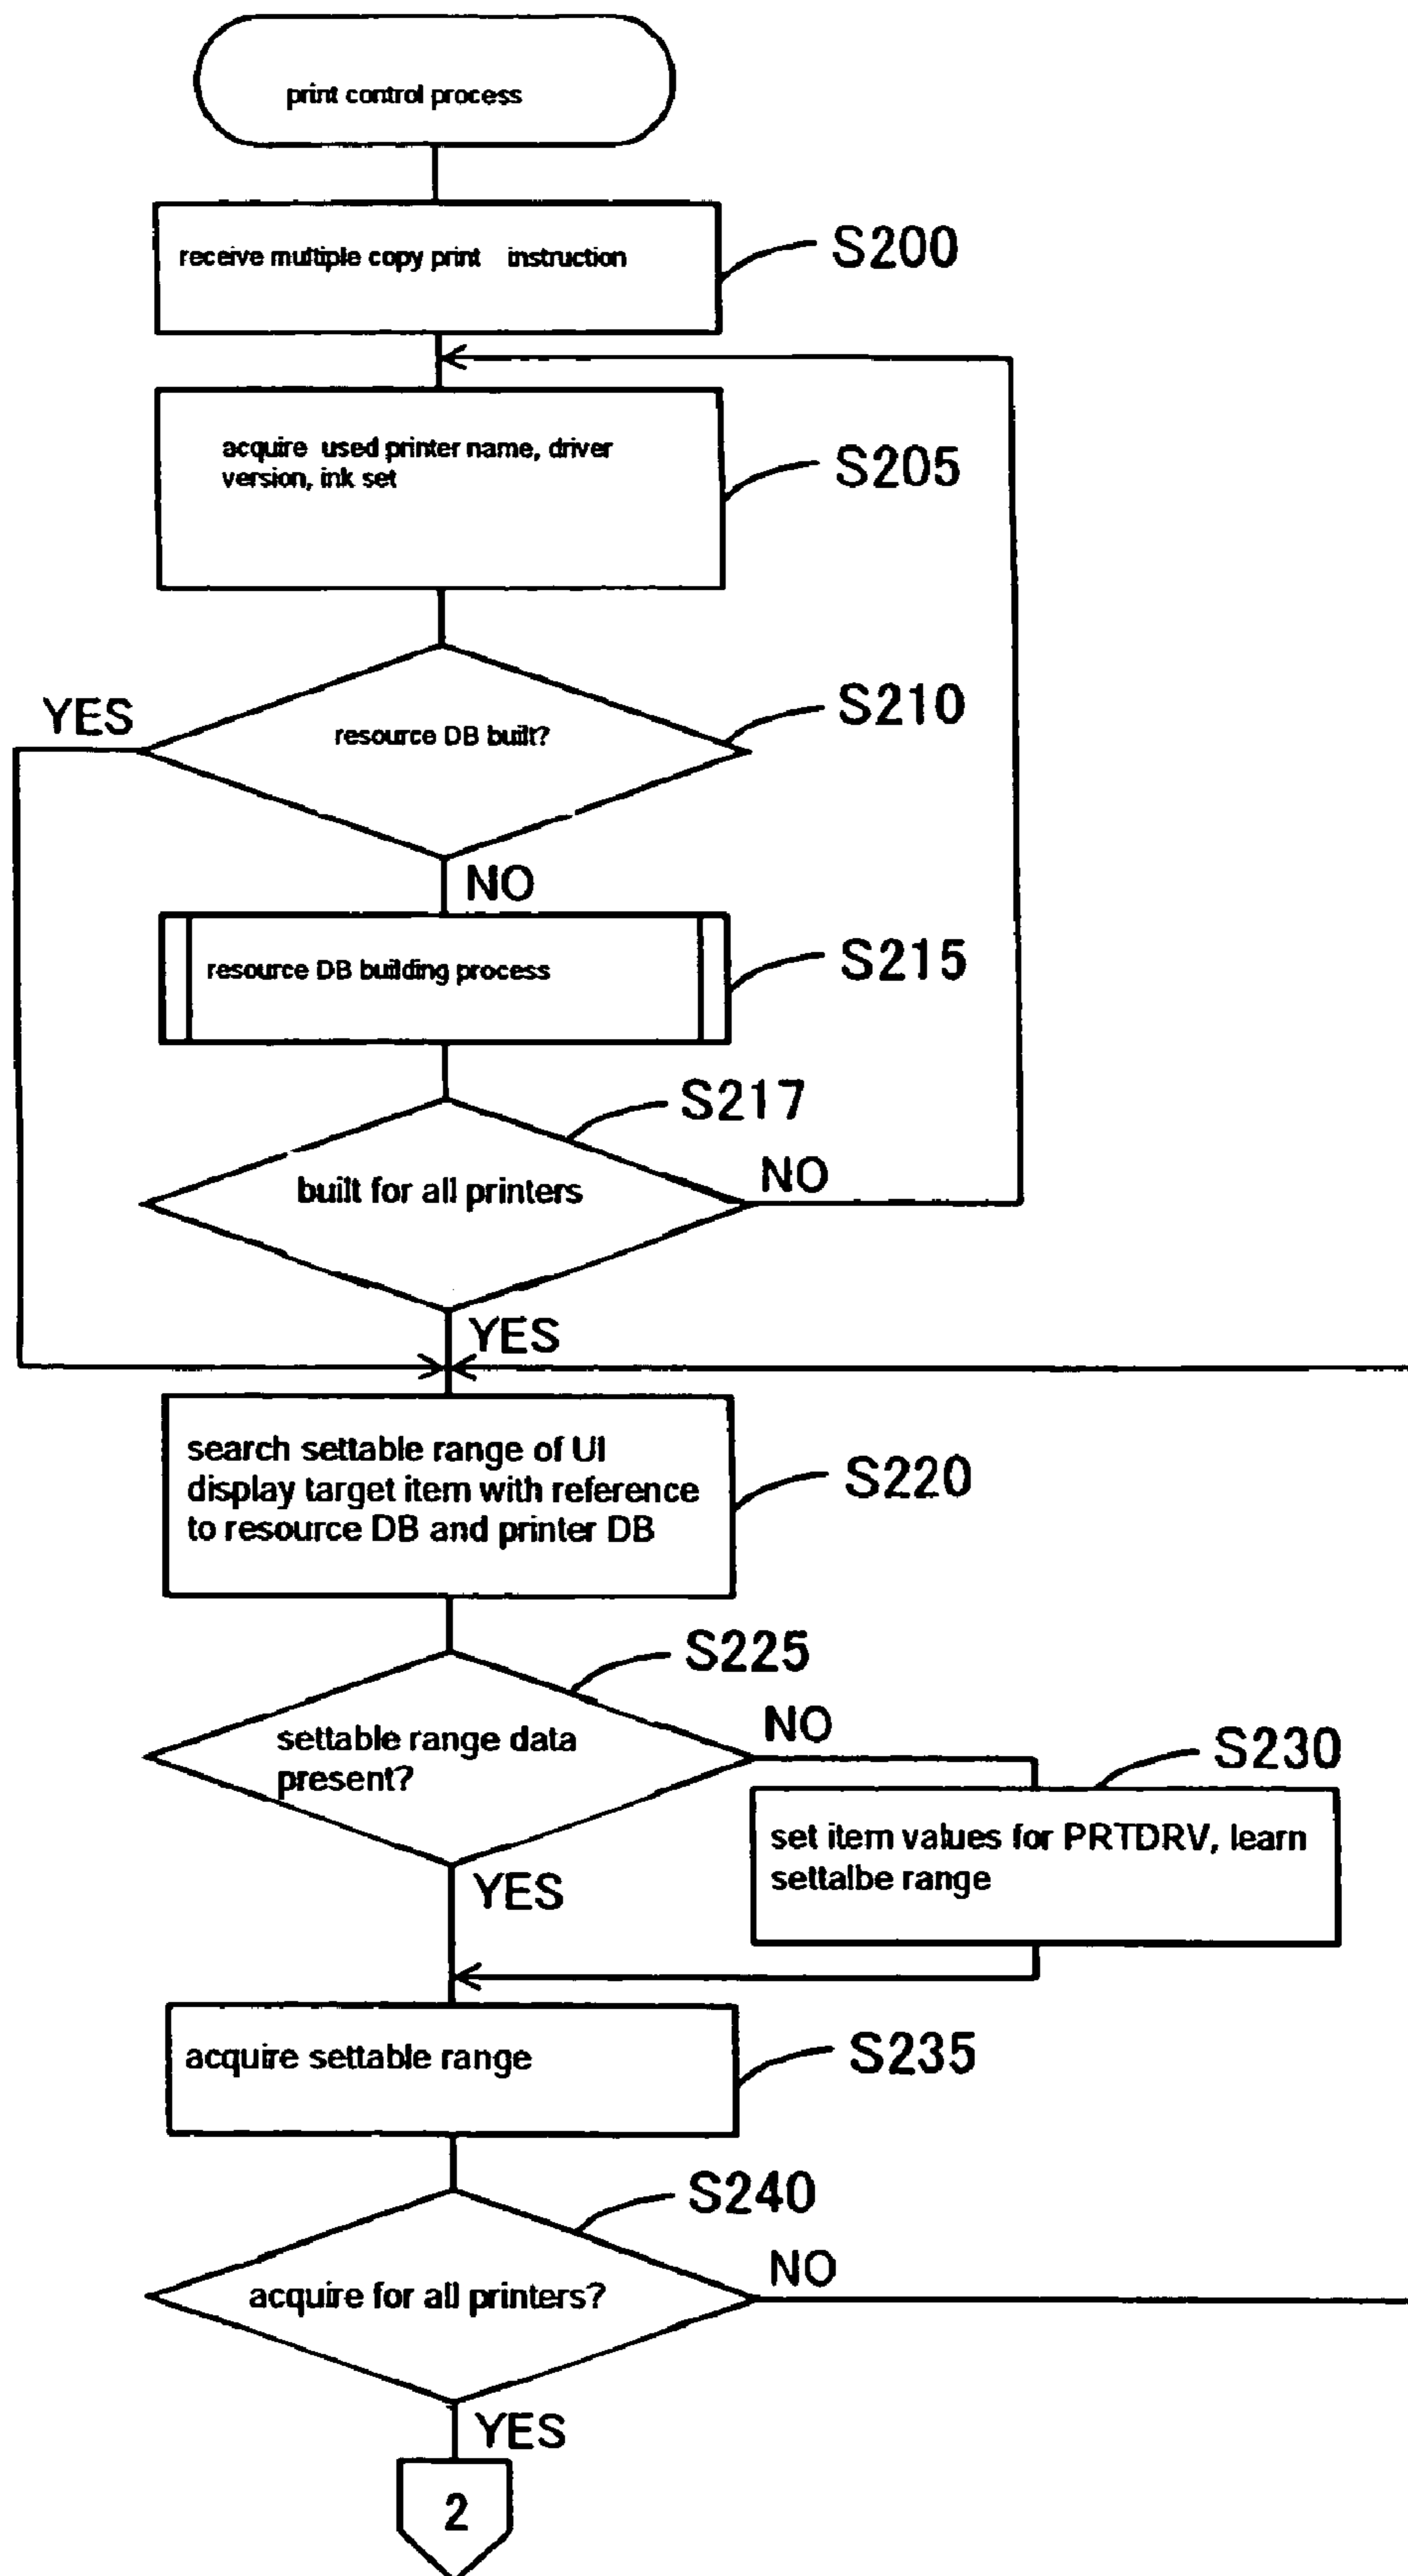 print control process
receive multiple copy print instruction
S200
acquire used printer name, driver
version, ink set
S205
YES
resource DB built?
S210
NO
resource DB building process
S215
S217
built for all printers
NO
YES
search settable range of UI
display target item with reference
to resource DB and printer DB
S220
S225
settable range data
present?
NO
S230
set item values for PRTDRV, learn
settalbe range
YES
acquire settable range
S235
S240
acquire for all printers?
NO
YES
2